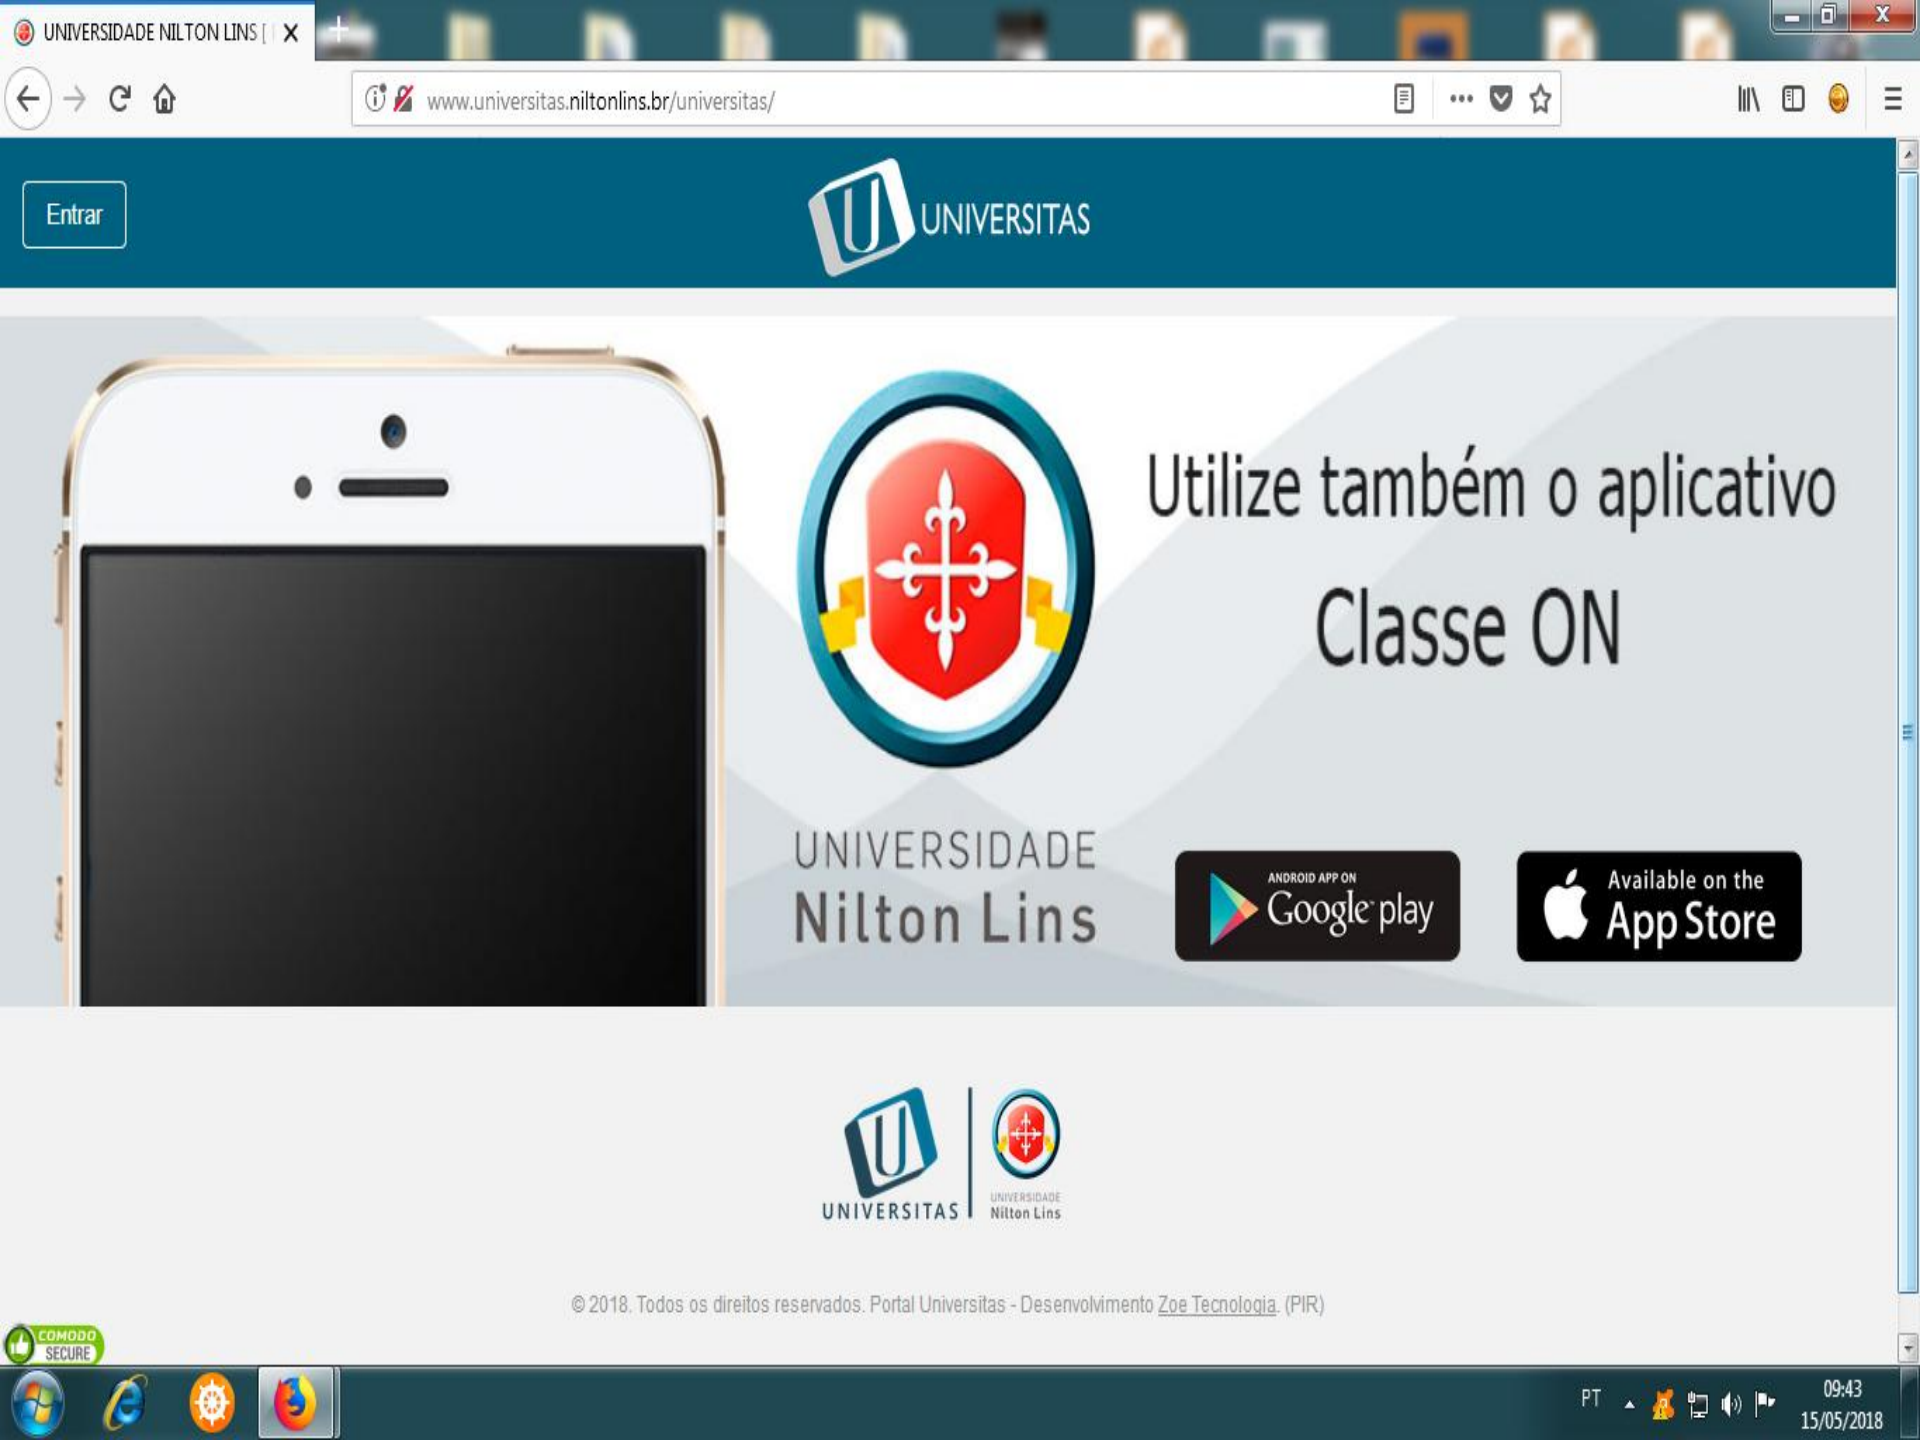 UNIVERSIDADE NILTON LINS [
www.universitas.niltonlins.br/universitas/
Entrar
U UNIVERSITAS
Utilize também o aplicativo
Classe ON
UNIVERSIDADE
Nilton Lins
ANDROID APP ON
Google play
Available on the
App Store
U
UNIVERSITAS
UNIVERSIDADE
Nilton Lins
© 2018. Todos os direitos reservados. Portal Universitas - Desenvolvimento Zoe Tecnologia. (PIR)
COMODO
SECURE
PT
09:43
15/05/2018